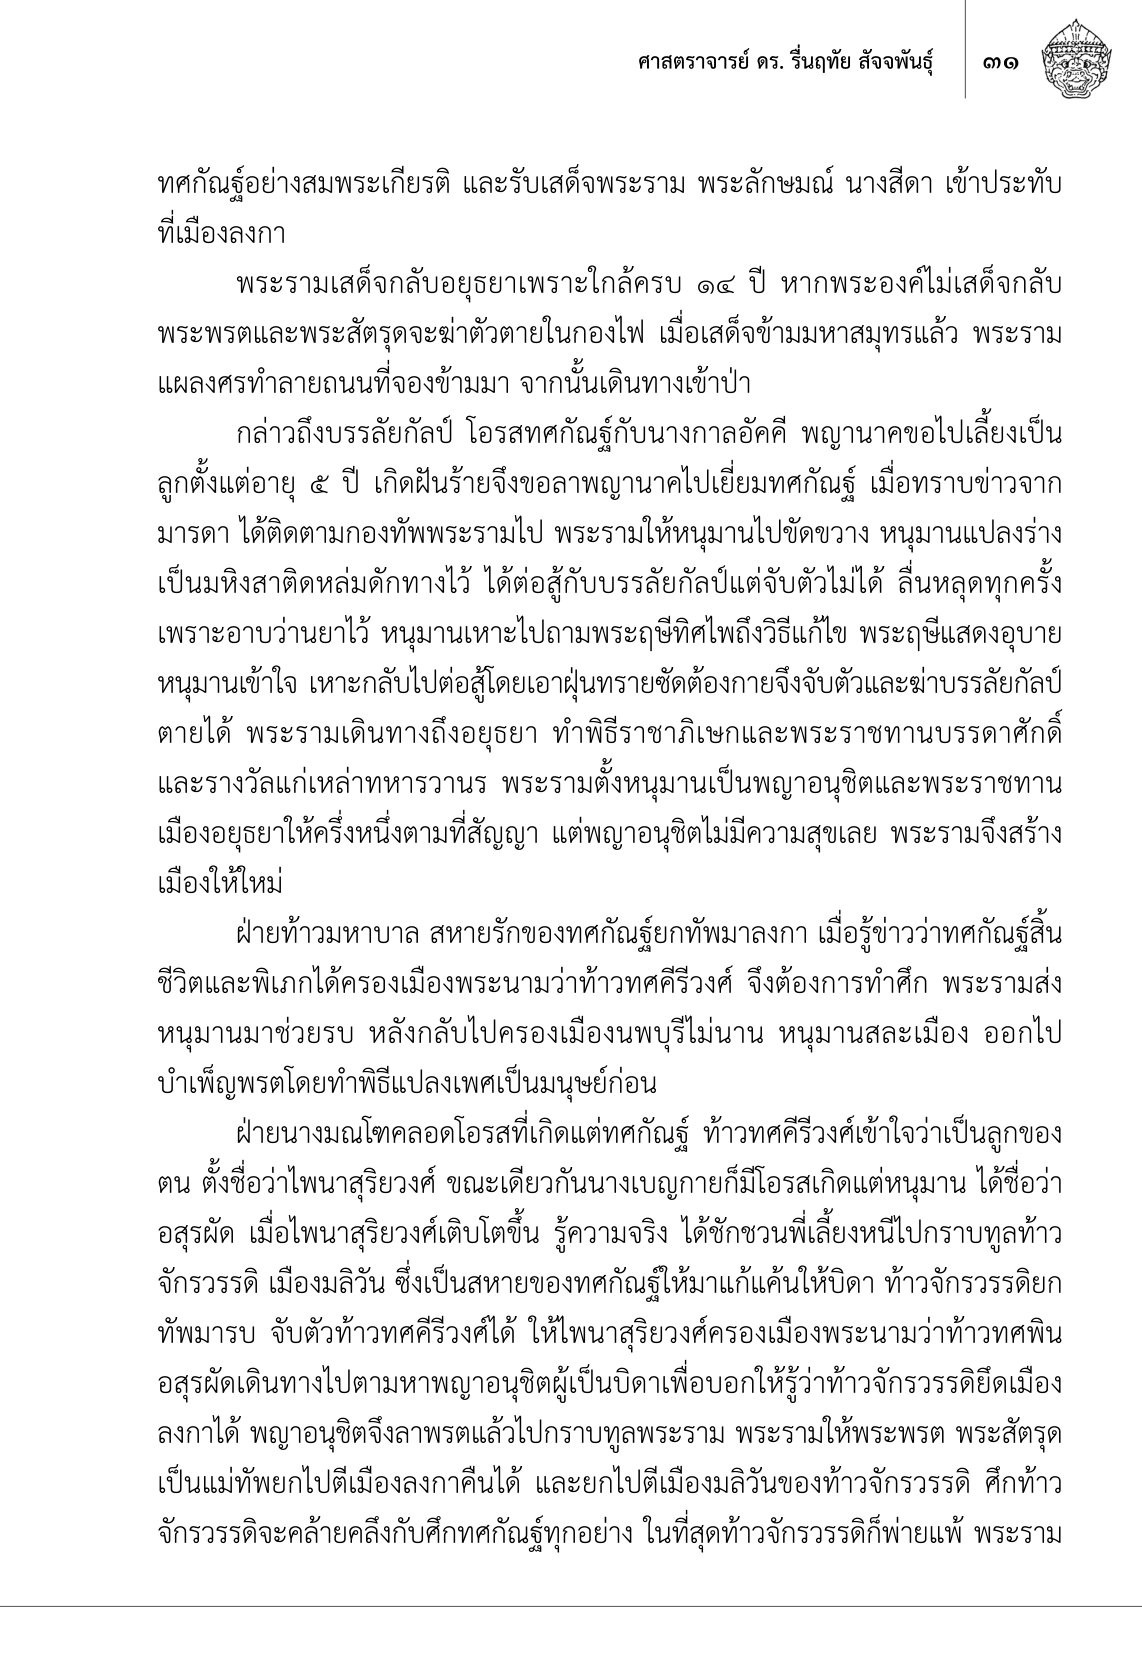 ศาสตราจารย์ ดร. รื่นฤทัย สัจจพันธุ์ ๓๑
ทศกัณฐ์อย่างสมพระเกียรติ และรับเสด็จพระราม พระลักษมณ์ นางสีดา เข้าประทับ
ที่เมืองลงกา
พระรามเสด็จกลับอยุธยาเพราะใกล้ครบ ๑๔ ปี หากพระองค์ไม่เสด็จกลับ
พระพรตและพระสัตรุดจะฆ่าตัวตายในกองไฟ เมื่อเสด็จข้ามมหาสมุทรแล้ว พระราม
แผลงศรทำลายถนนที่จองข้ามมา จากนั้นเดินทางเข้าป่า
กล่าวถึงบรรลัยกัลป์ โอรสทศกัณฐ์กับนางกาลอัคคี พญานาคขอไปเลี้ยงเป็น
ลูกตั้งแต่อายุ ๕ ปี เกิดฝันร้ายจึงขอลาพญานาคไปเยี่ยมทศกัณฐ์ เมื่อทราบข่าวจาก
มารดา ได้ติดตามกองทัพพระรามไป พระรามให้หนุมานไปขัดขวาง หนุมานแปลงร่าง
เป็นมหิงสาติดหล่มดักทางไว้ ได้ต่อสู้กับบรรลัยกัลป์แต่จับตัวไม่ได้ ลื่นหลุดทุกครั้ง
เพราะอาบว่านยาไว้ หนุมานเหาะไปถามพระฤษีทิศไพถึงวิธีแก้ไข พระฤษีแสดงอุบาย
หนุมานเข้าใจ เหาะกลับไปต่อสู้โดยเอาฝุ่นทรายซัดต้องกายจึงจับตัวและฆ่าบรรลัยกัลป์
ตายได้ พระรามเดินทางถึงอยุธยา ทำพิธีราชาภิเษกและพระราชทานบรรดาศักดิ์
และรางวัลแก่เหล่าทหารวานร พระรามตั้งหนุมานเป็นพญาอนุชิตและพระราชทาน
เมืองอยุธยาให้ครึ่งหนึ่งตามที่สัญญา แต่พญาอนุชิตไม่มีความสุขเลย พระรามจึงสร้าง
เมืองให้ใหม่
ฝ่ายท้าวมหาบาล สหายรักของทศกัณฐ์ยกทัพมาลงกา เมื่อรู้ข่าวว่าทศกัณฐ์สิ้น
ชีวิตและพิเภกได้ครองเมืองพระนามว่าท้าวทศคีรีวงศ์ จึงต้องการทำศึก พระรามส่ง
หนุมานมาช่วยรบ หลังกลับไปครองเมืองนพบุรีไม่นาน หนุมานสละเมือง ออกไป
บำเพ็ญพรตโดยทำพิธีแปลงเพศเป็นมนุษย์ก่อน
ฝ่ายนางมณโฑคลอดโอรสที่เกิดแต่ทศกัณฐ์ ท้าวทศคีรีวงศ์เข้าใจว่าเป็นลูกของ
ตน ตั้งชื่อว่าไพนาสุริยวงศ์ ขณะเดียวกันนางเบญกายก็มีโอรสเกิดแต่หนุมาน ได้ชื่อว่า
อสุรผัด เมื่อไพนาสุริยวงศ์เติบโตขึ้น รู้ความจริง ได้ชักชวนพี่เลี้ยงหนีไปกราบทูลท้าว
จักรวรรดิ เมืองมลิวัน ซึ่งเป็นสหายของทศกัณฐ์ให้มาแก้แค้นให้บิดา ท้าวจักรวรรดิยก
ทัพมารบ จับตัวท้าวทศคีรีวงศ์ได้ ให้ไพนาสุริยวงศ์ครองเมืองพระนามว่าท้าวทศพิน
อสุรผัดเดินทางไปตามหาพญาอนุชิตผู้เป็นบิดาเพื่อบอกให้รู้ว่าท้าวจักรวรรดิยึดเมือง
ลงกาได้ พญาอนุชิตจึงลาพรตแล้วไปกราบทูลพระราม พระรามให้พระพรต พระสัตรุด
เป็นแม่ทัพยกไปตีเมืองลงกาคืนได้ และยกไปตีเมืองมลิวันของท้าวจักรวรรดิ ศึกท้าว
จักรวรรดิจะคล้ายคลึงกับศึกทศกัณฐ์ทุกอย่าง ในที่สุดท้าวจักรวรรดิก็พ่ายแพ้ พระราม